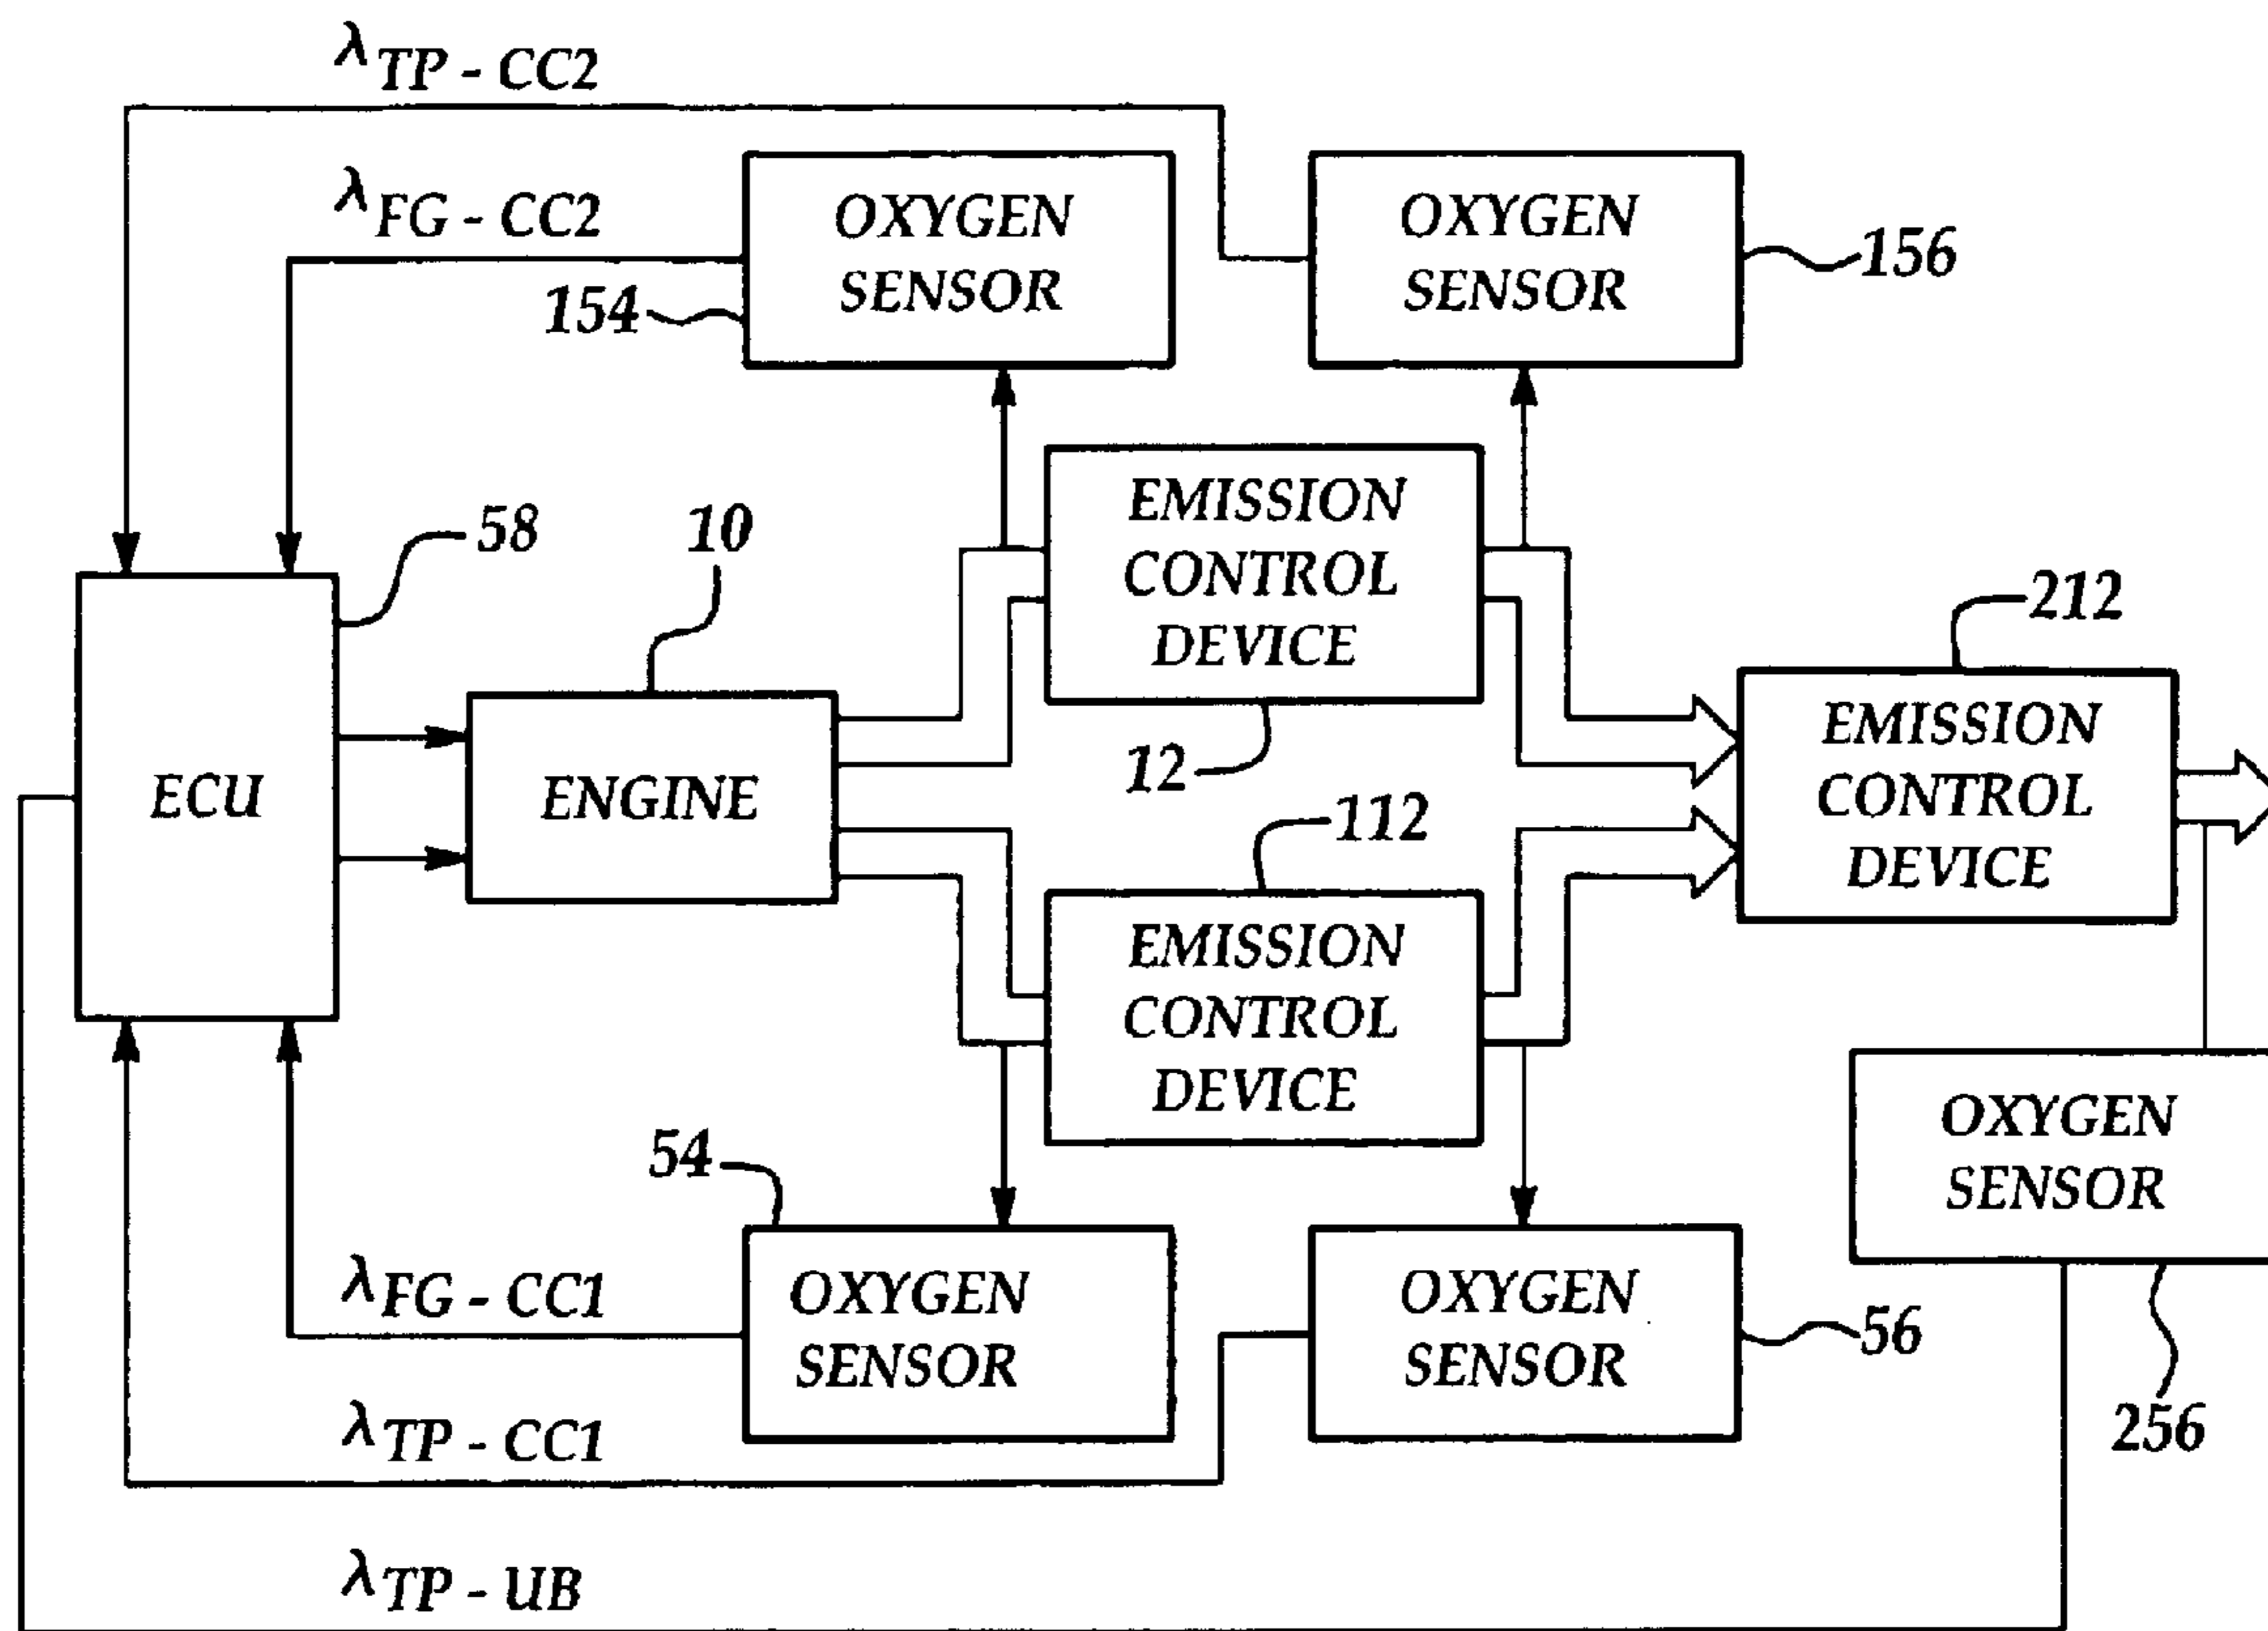 λTP - CC2
λFG - CC2
OXYGEN
SENSOR
154
OXYGEN
SENSOR
156
58
10
EMISSION
CONTROL
DEVICE
12
212
ECU
ENGINE
EMISSION
CONTROL
DEVICE
112
EMISSION
CONTROL
DEVICE
54
OXYGEN
SENSOR
λFG - CC1
OXYGEN
SENSOR
OXYGEN
SENSOR
56
256
λTP - CC1
λTP - UB